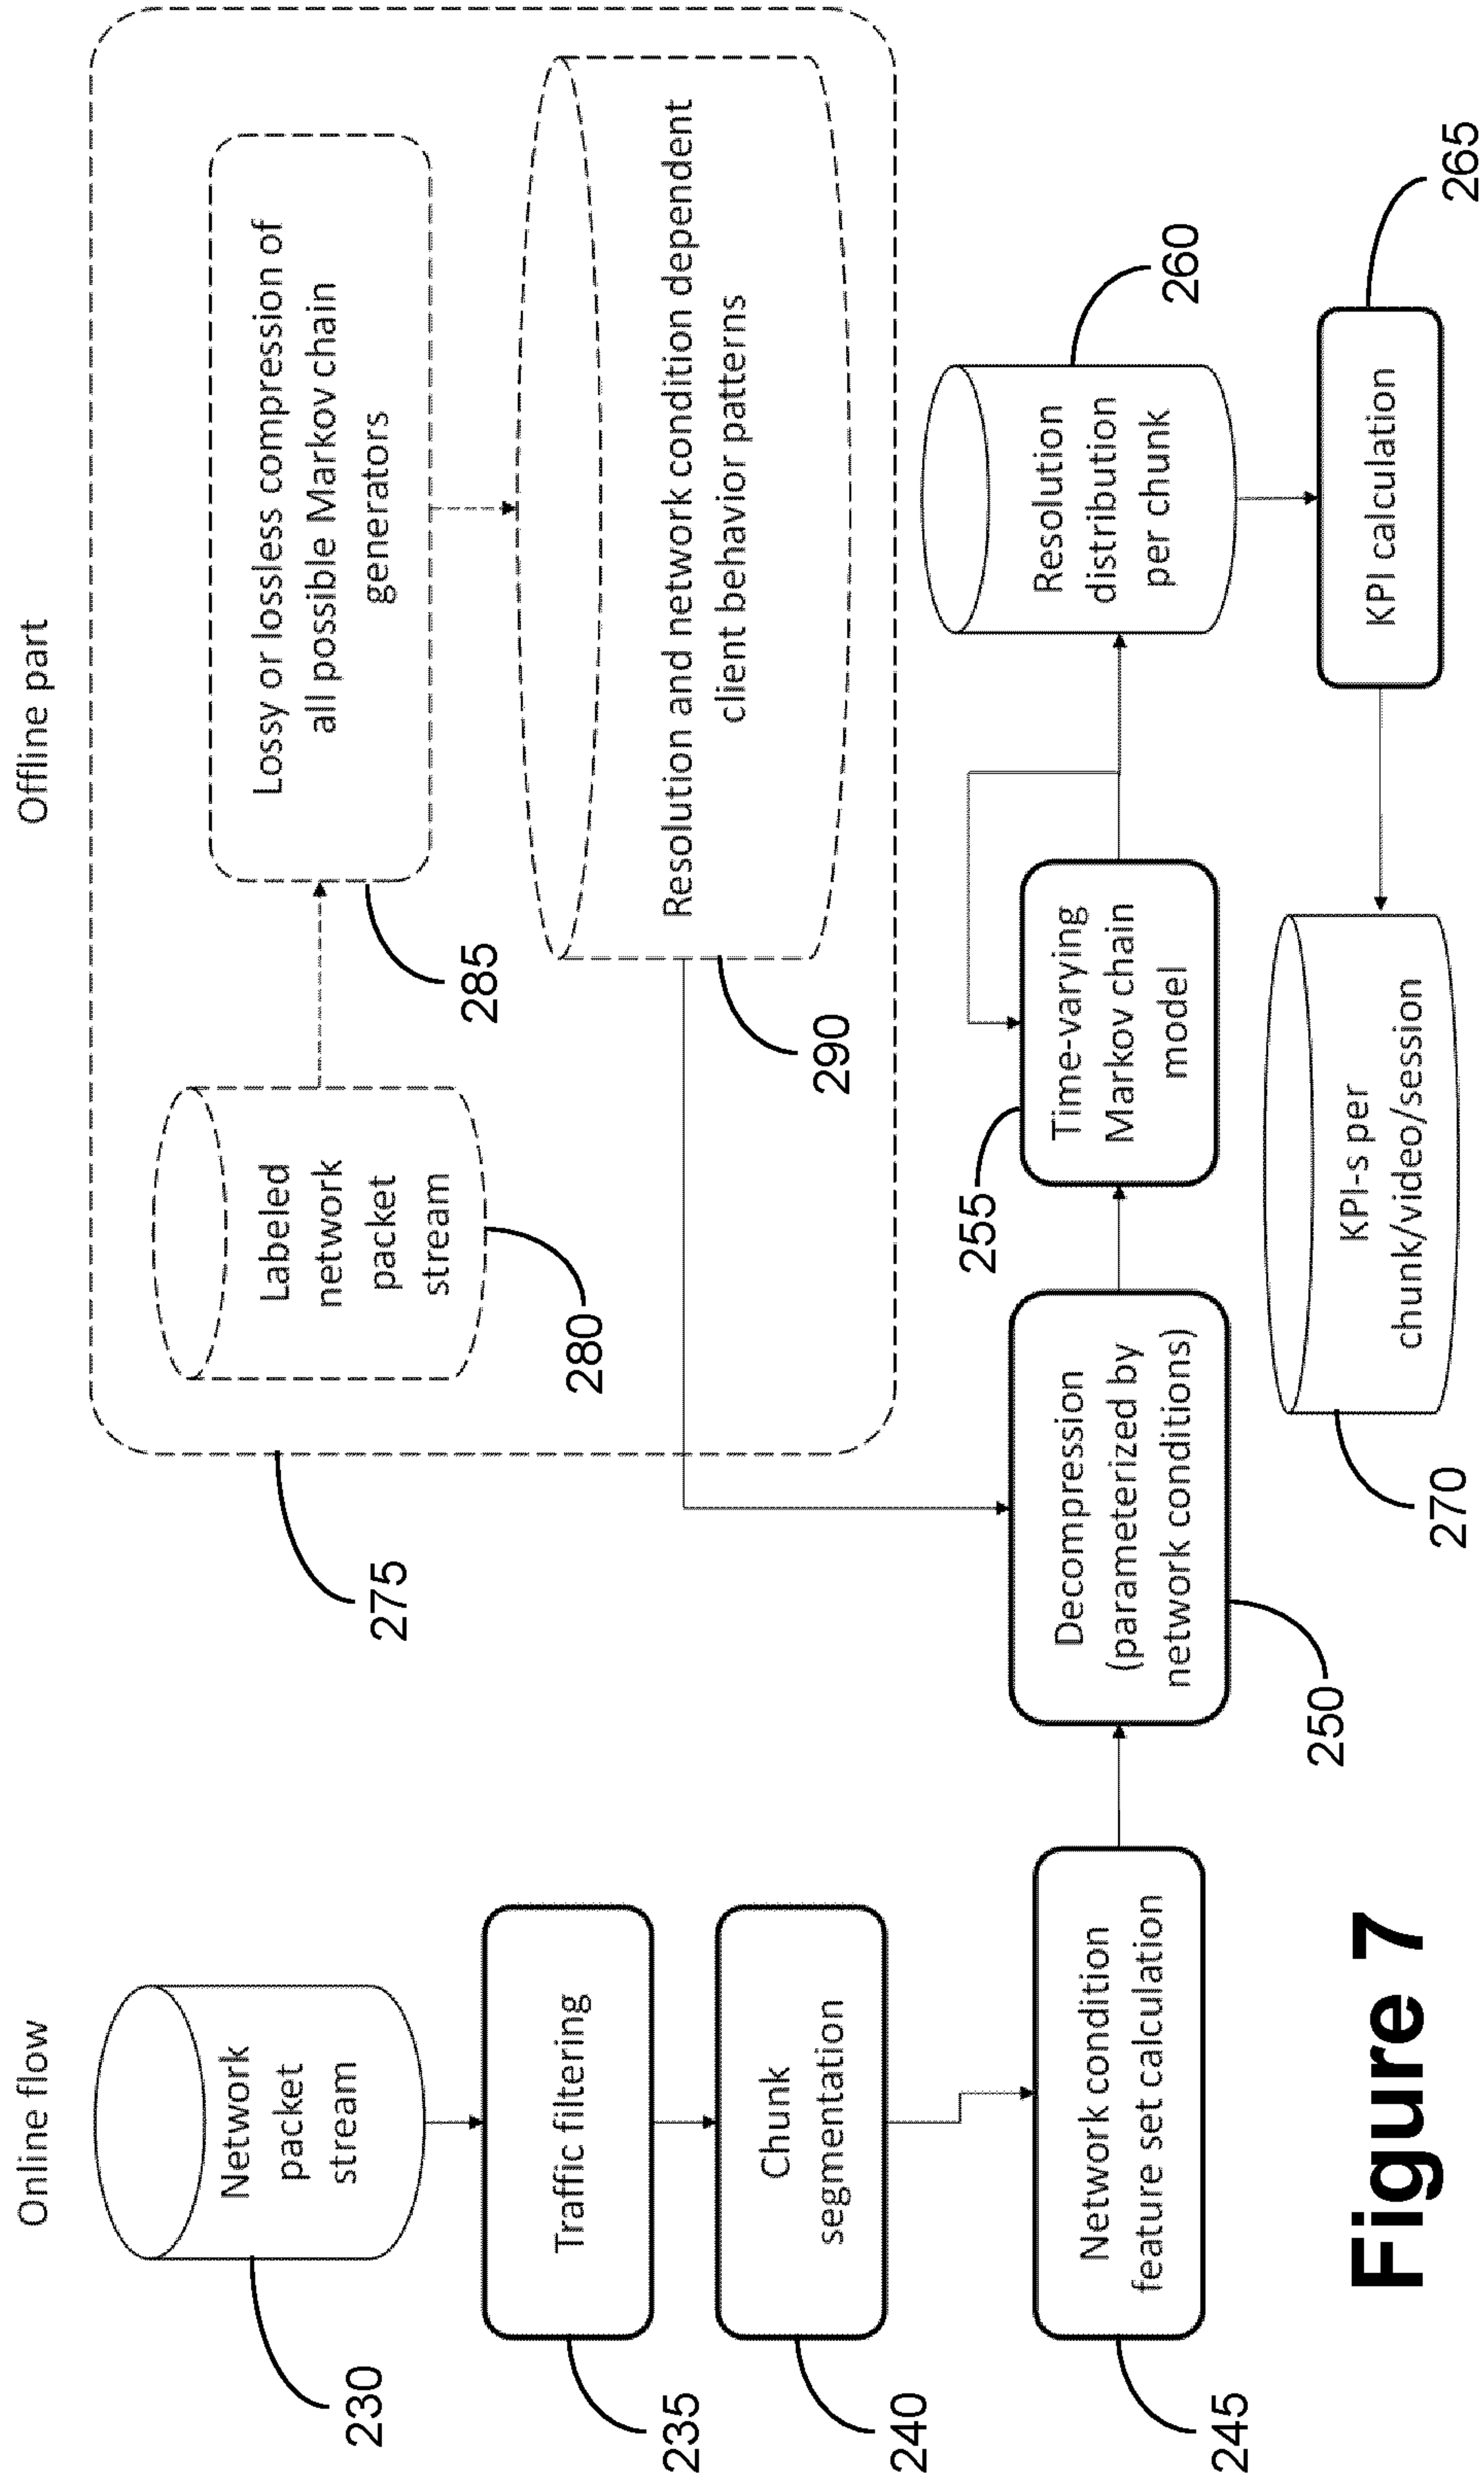 Online flow
Offline part
Network
packet
stream
230
Traffic filtering
235
Chunk
segmentation
240
Network condition
feature set calculation
245
Decompression
(parameterized by
network conditions)
250
Time-varying
Markov chain
model
255
Resolution
distribution
per chunk
260
KPI calculation
265
KPI-s per
chunk/video/session
270
275
Labeled
network
packet
stream
280
Lossy or lossless compression of
all possible Markov chain
generators
285
Resolution and network condition dependent
client behavior patterns
290
Figure 7